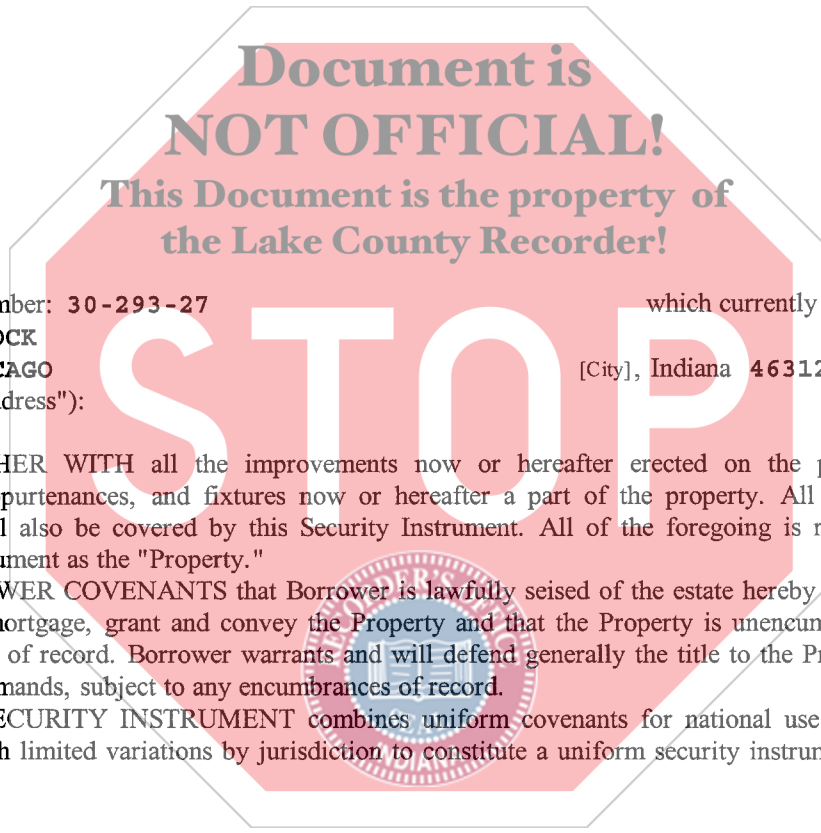 Document is
NOT OFFICIAL!
This Document is the property of
the Lake County Recorder!
mber: 30-293-27 which currently
OCK
CAGO [City], Indiana 46312
dress"):
STOP
HER WITH all the improvements now or hereafter erected on the p
purtenances, and fixtures now or hereafter a part of the property. All
l also be covered by this Security Instrument. All of the foregoing is r
ument as the "Property."
WER COVENANTS that Borrower is lawfully seised of the estate hereby
mortgage, grant and convey the Property and that the Property is unencum
of record. Borrower warrants and will defend generally the title to the Pr
mands, subject to any encumbrances of record.
ECURITY INSTRUMENT combines uniform covenants for national use
h limited variations by jurisdiction to constitute a uniform security instrum
RECORDER'S OFFICE
INDIANA